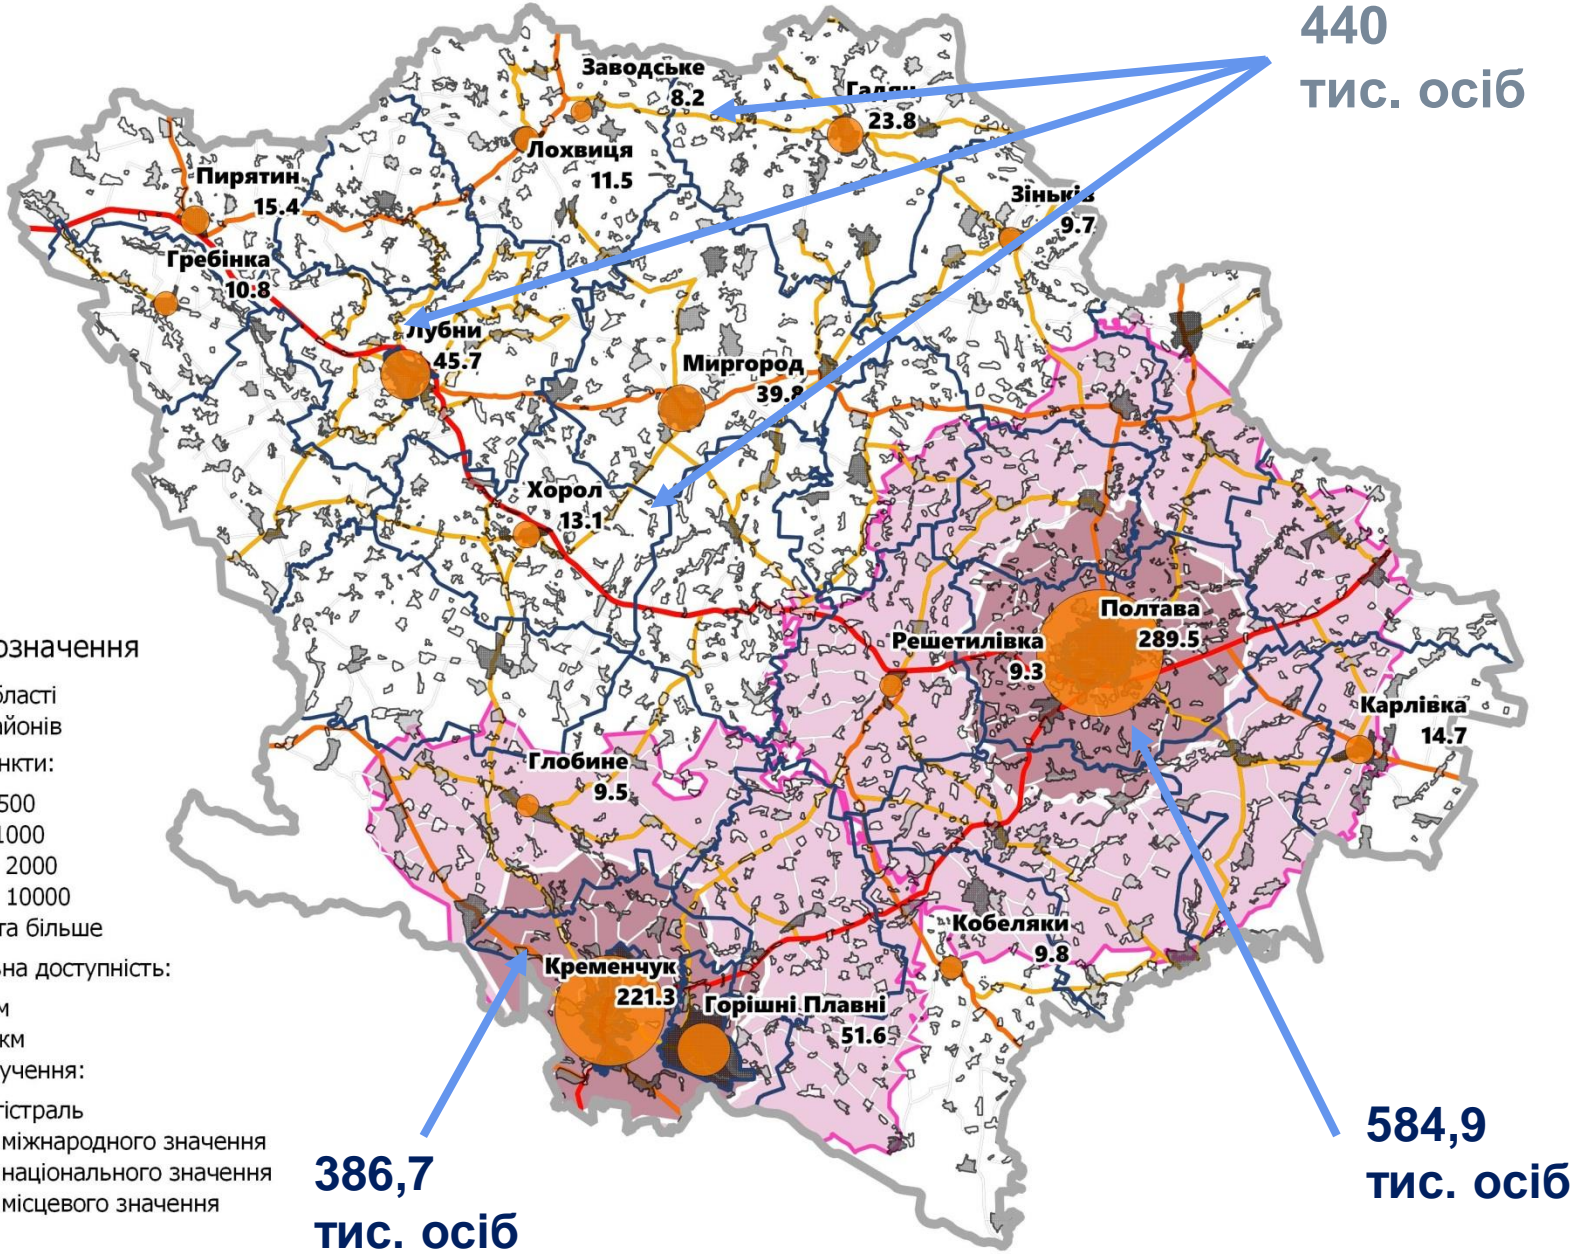 440
тис. осіб
Заводське
8.2
Гадяч
23.8
Лохвиця
11.5
Пирятин
15.4
Зіньків
9.7
Гребінка
10.8
Лубни
45.7
Миргород
39.8
Хорол
13.1
Полтава
289.5
Решетилівка
9.3
Карлівка
14.7
Глобине
9.5
Кобеляки
9.8
Кременчук
221.3
Горішні Плавні
51.6
означення
бласті
айонів
нкти:
500
1000
2000
10000
та більше
ьна доступність:
м
км
учення:
гістраль
міжнародного значення
національного значення
місцевого значення
386,7
тис. осіб
584,9
тис. осіб